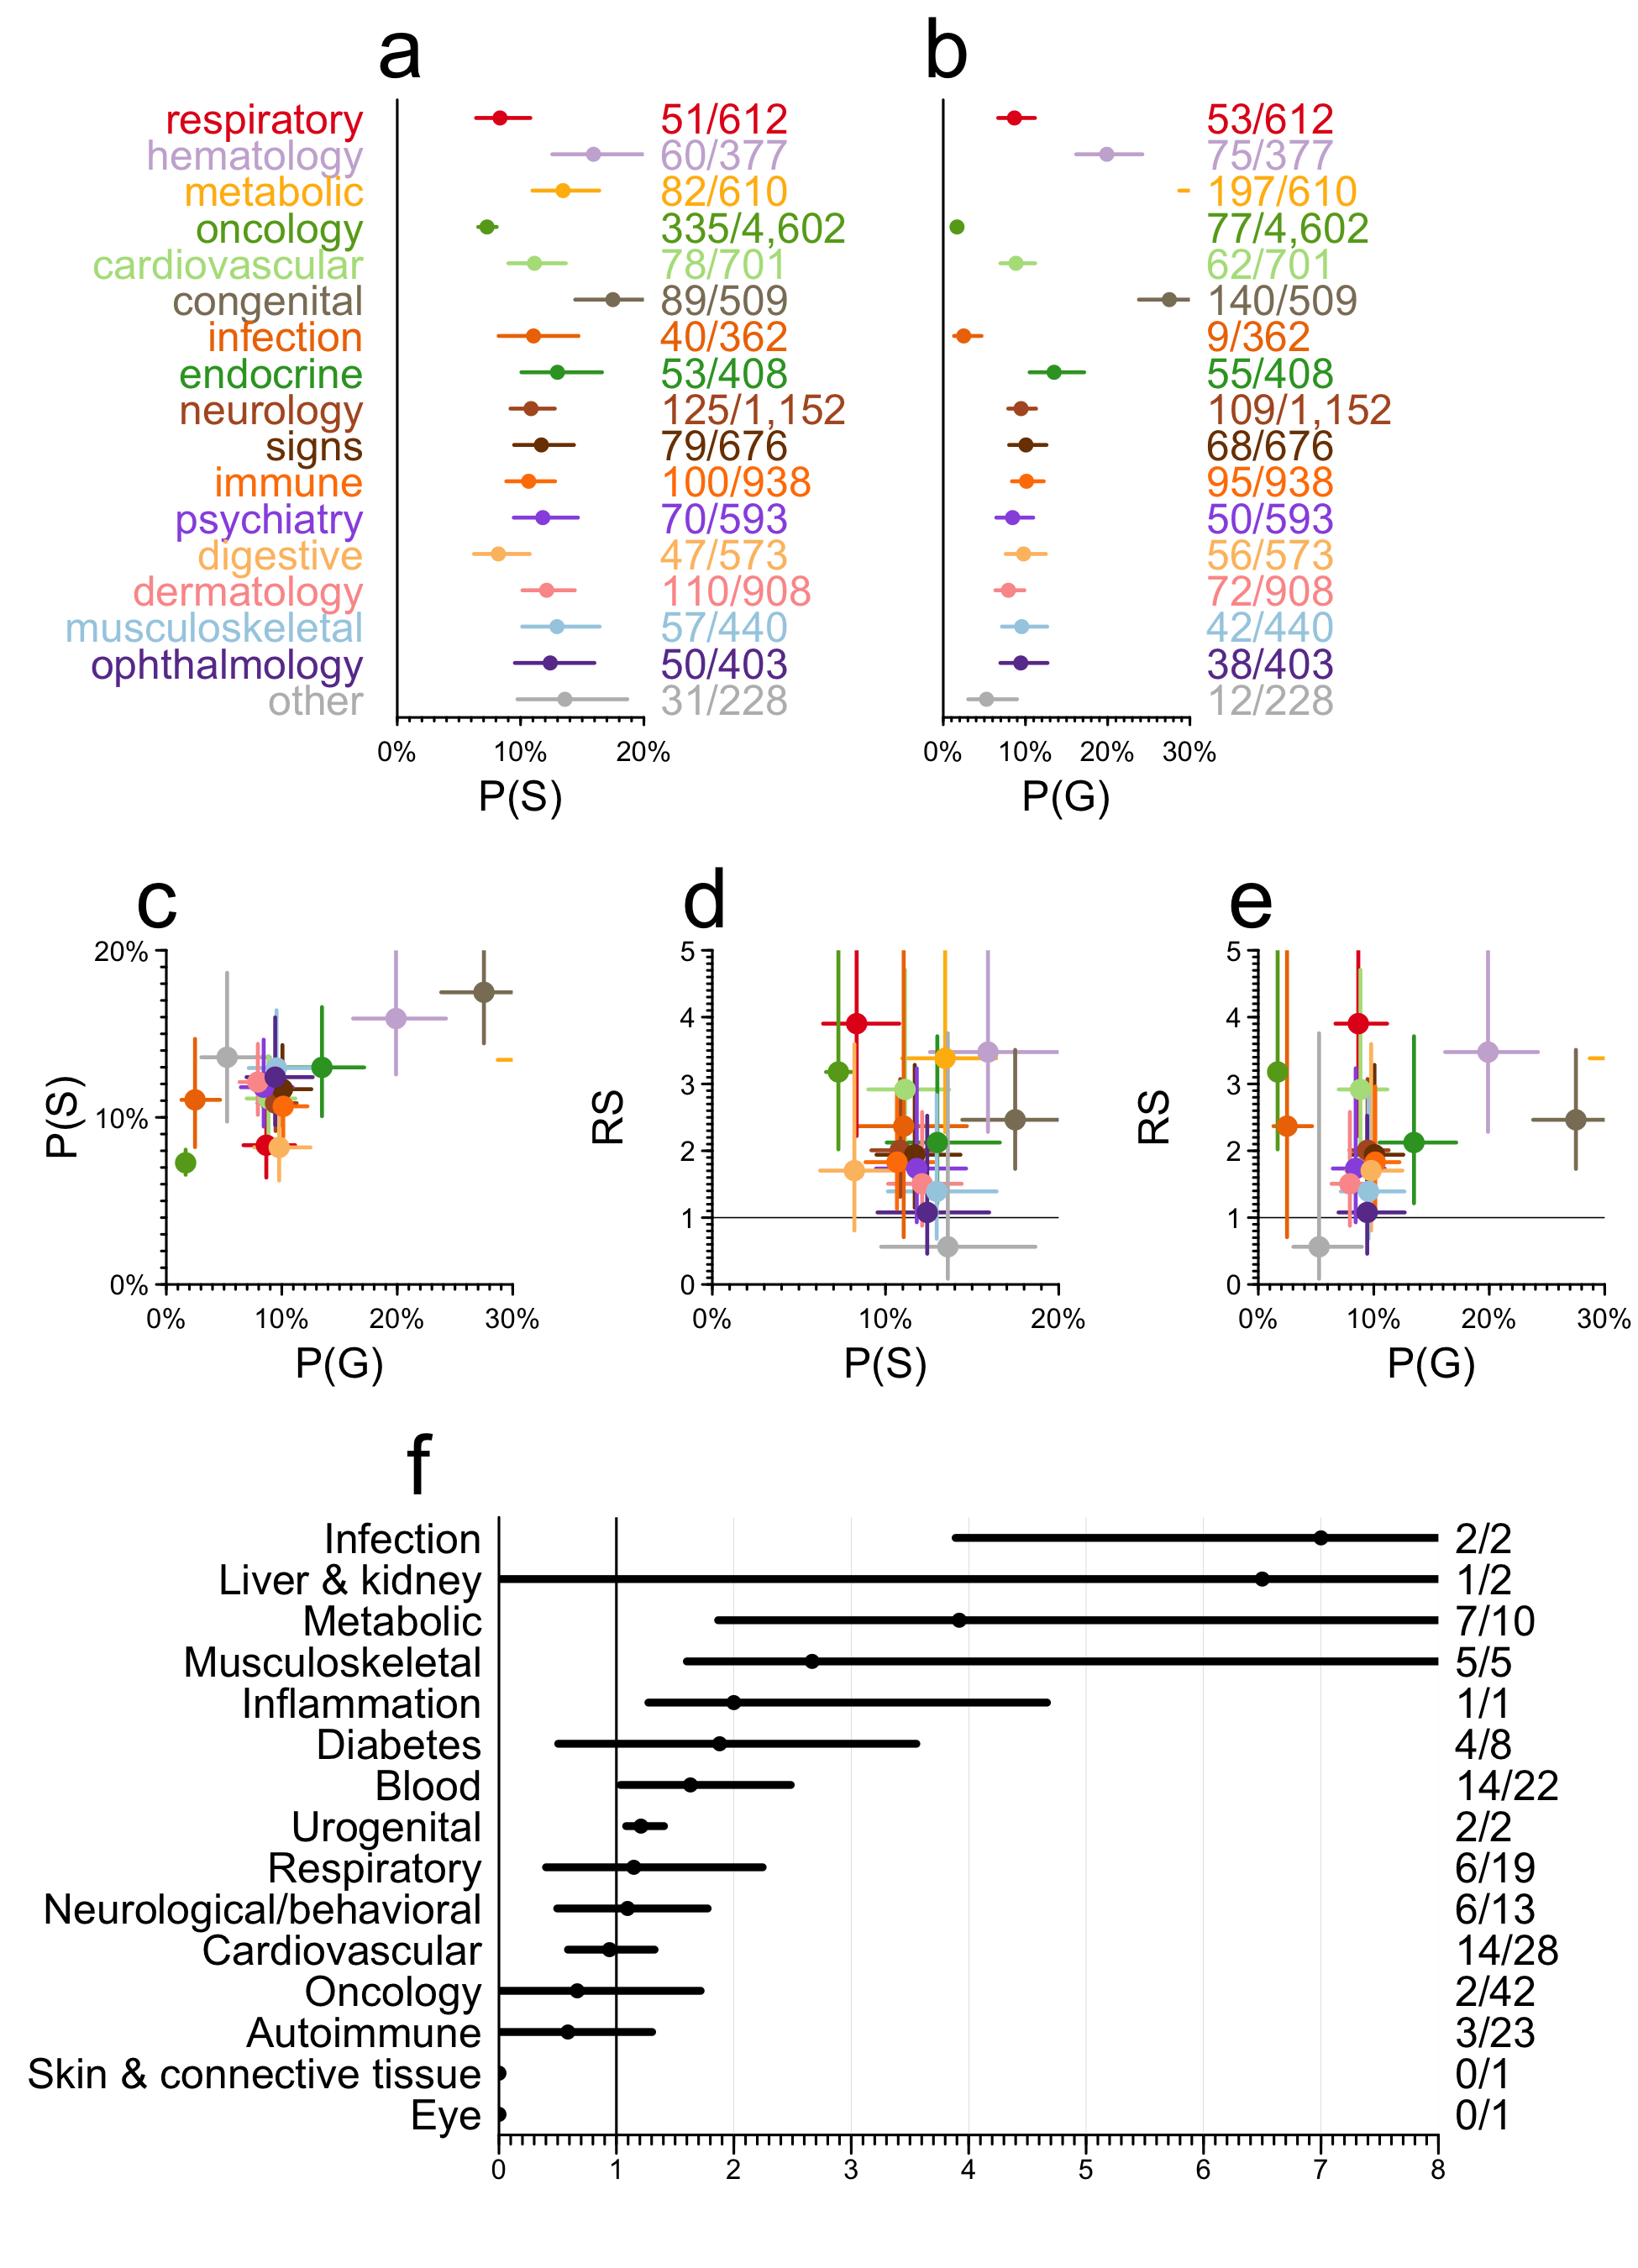 a
b
respiratory 51/612 53/612
hematology 60/377 75/377
metabolic 82/610 197/610
oncology 335/4,602 77/4,602
cardiovascular 78/701 62/701
congenital 89/509 140/509
infection 40/362 9/362
endocrine 53/408 55/408
neurology 125/1,152 109/1,152
signs 79/676 68/676
immune 100/938 95/938
psychiatry 70/593 50/593
digestive 47/573 56/573
dermatology 110/908 72/908
musculoskeletal 57/440 42/440
ophthalmology 50/403 38/403
other 31/228 12/228
0% 10% 20%
P(S)
0% 10% 20% 30%
P(G)
c
20%
10%
0%
P(S)
0% 10% 20% 30%
P(G)
d
5
4
3
2
1
0
RS
0% 10% 20%
P(S)
e
5
4
3
2
1
0
RS
0% 10% 20% 30%
P(G)
f
Infection 2/2
Liver & kidney 1/2
Metabolic 7/10
Musculoskeletal 5/5
Inflammation 1/1
Diabetes 4/8
Blood 14/22
Urogenital 2/2
Respiratory 6/19
Neurological/behavioral 6/13
Cardiovascular 14/28
Oncology 2/42
Autoimmune 3/23
Skin & connective tissue 0/1
Eye 0/1
0 1 2 3 4 5 6 7 8